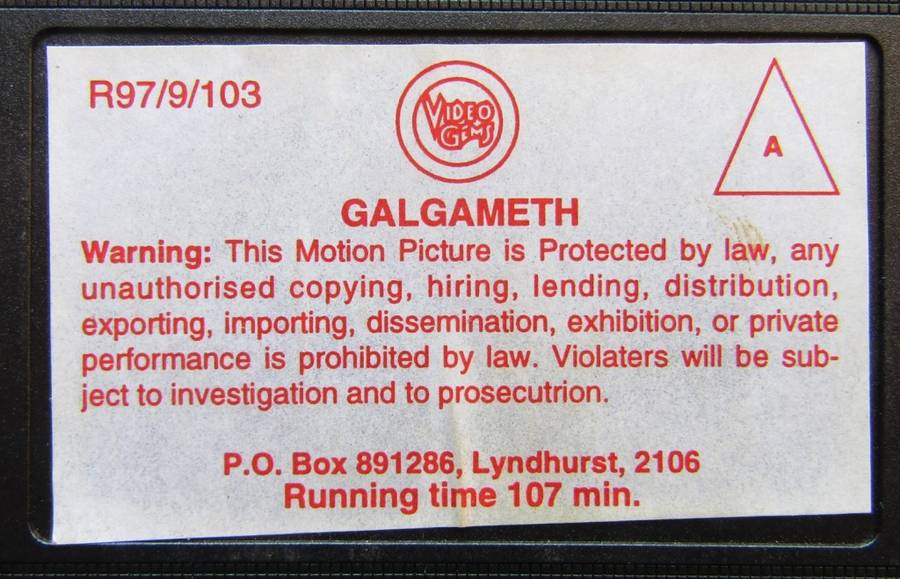 R97/9/103
VIDEO GEMS
A
GALGAMETH
Warning: This Motion Picture is Protected by law, any
unauthorised copying, hiring, lending, distribution,
exporting, importing, dissemination, exhibition, or private
performance is prohibited by law. Violaters will be sub-
ject to investigation and to prosecutrion.
P.O. Box 891286, Lyndhurst, 2106
Running time 107 min.